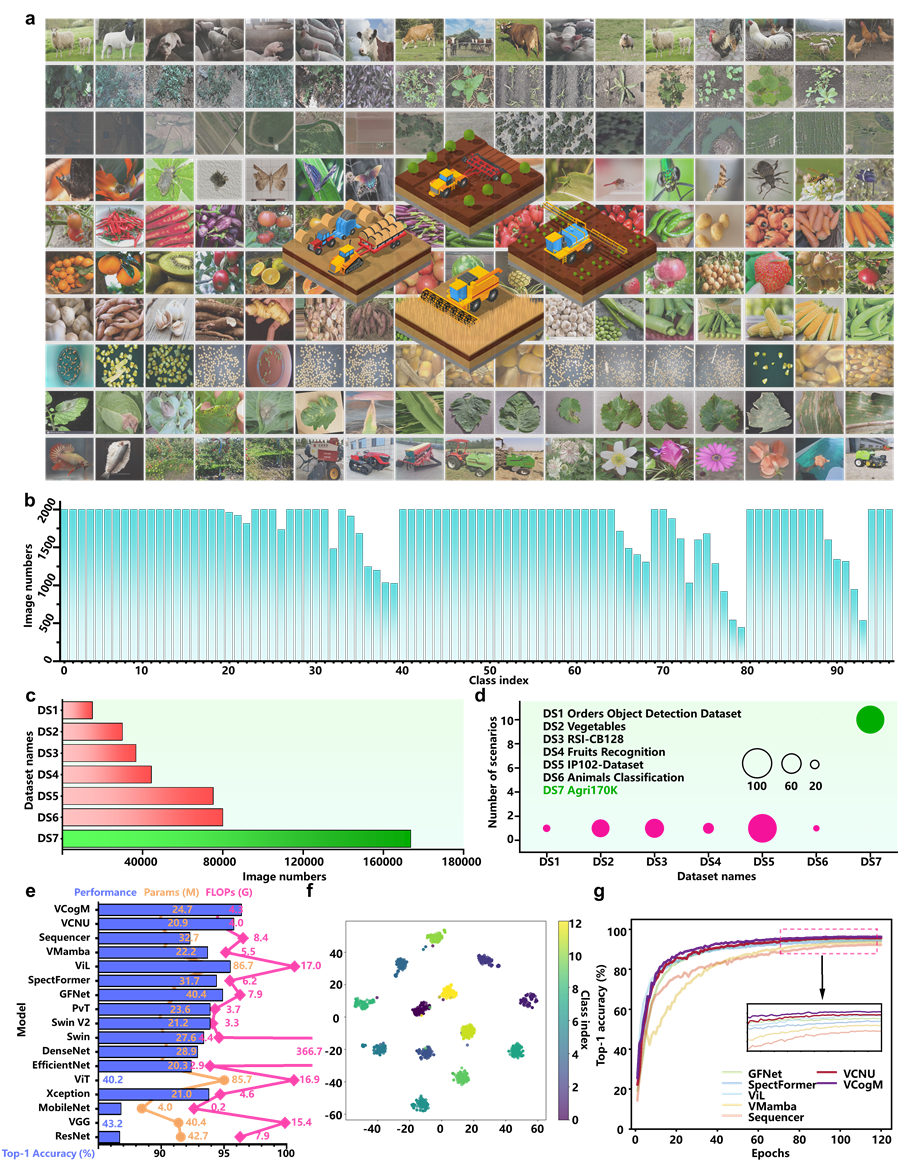 a
b
2000
1500
1000
500
0
Image numbers
0 10 20 30 40 50 60 70 80 90
Class index
c
DS1
DS2
DS3
DS4
DS5
DS6
DS7
Dataset names
40000 80000 120000 160000 180000
Image numbers
d
10
8
6
4
2
0
Number of scenarios
DS1 Orders Object Detection Dataset
DS2 Vegetables
DS3 RSI-CB128
DS4 Fruits Recognition
DS5 IP102-Dataset
DS6 Animals Classification
DS7 Agri170K
100 60 20
DS1 DS2 DS3 DS4 DS5 DS6 DS7
Dataset names
e
Performance Params (M) FLOPs (G)
Model
VCogM 24.7
VCNU 20.9 4.0
Sequencer 32.7 8.4
VMamba 22.2 5.5
ViL 86.7 17.0
SpectFormer 31.7 6.2
GFNet 40.4 7.9
PvT 23.6 3.7
Swin V2 21.2 3.3
Swin 27.6 4.4
DenseNet 28.9 366.7
EfficientNet 20.3 2.9
ViT 40.2 85.7 16.9
Xception 21.0 4.6
MobileNet 4.0 0.2
VGG 43.2 40.4 15.4
ResNet 42.7 7.9
Top-1 Accuracy (%) 90 95 100
f
40
20
0
-20
-40
-60
-40 -20 0 20 40 60
12
10
8
6
4
2
0
Class index
g
100
80
60
40
20
0
Top-1 accuracy (%)
GFNet
SpectFormer
ViL
VMamba
Sequencer
VCNU
VCogM
0 20 40 60 80 100 120
Epochs